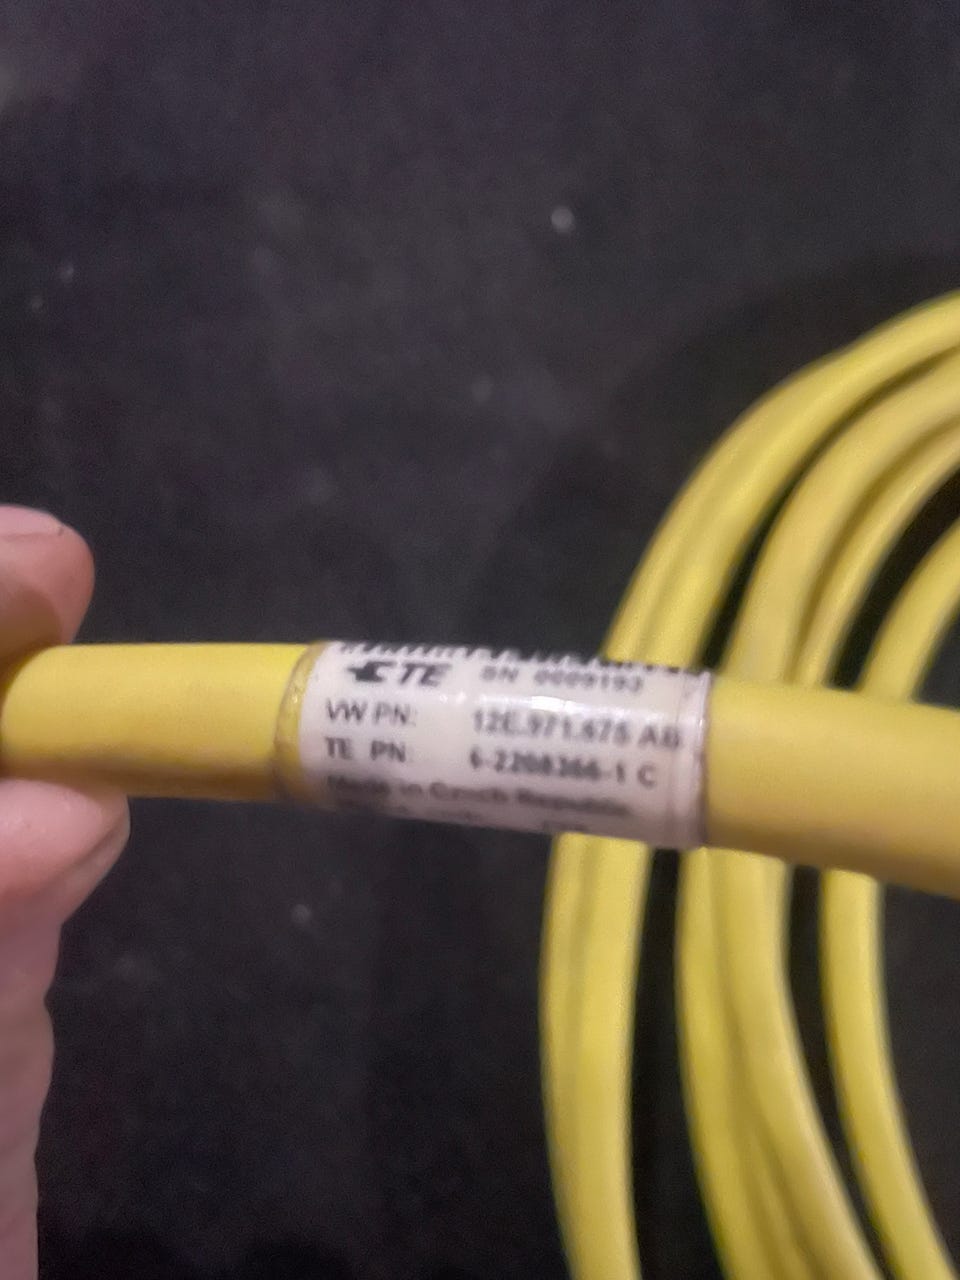 TE SN 0009193
VW PN: 12E.971.675 AB
TE PN: 6-2208366-1 C
Made in Czech Republic